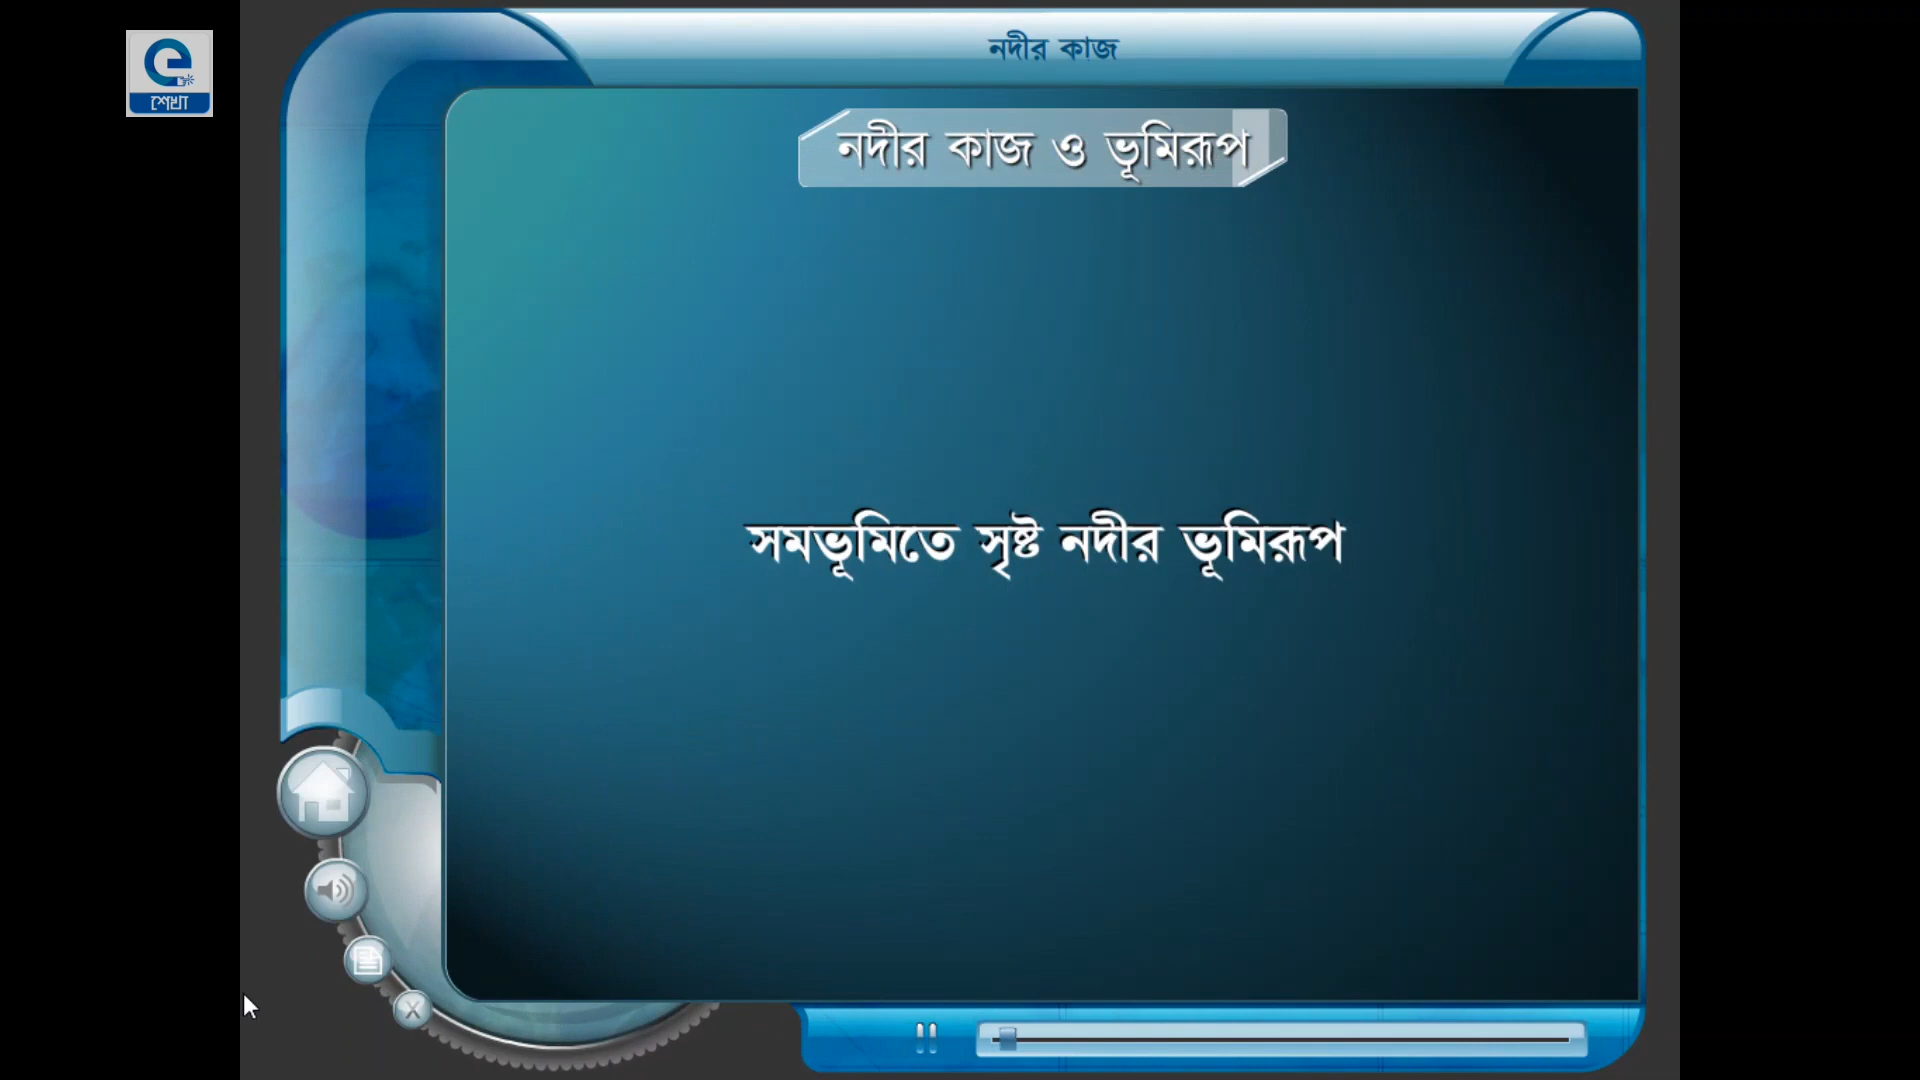 নদীর কাজ
e
শেখা
নদীর কাজ ও ভূমিরূপ
সমভূমিতে সৃষ্ট নদীর ভূমিরূপ